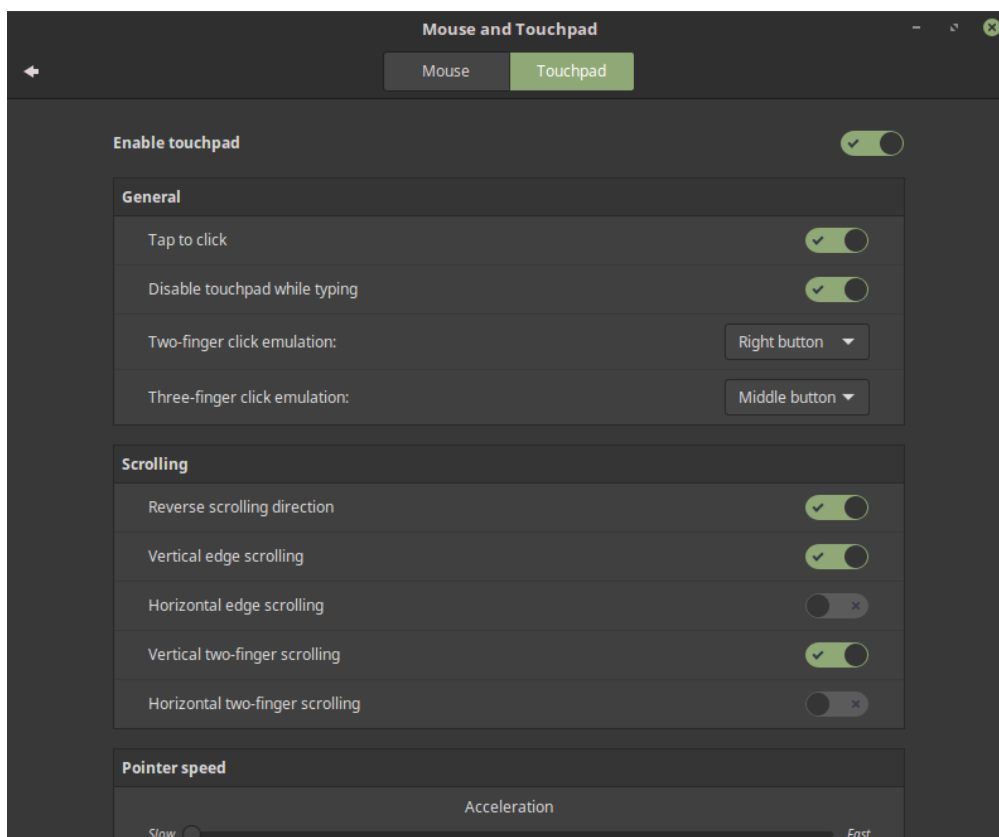 Mouse and Touchpad
Mouse Touchpad
Enable touchpad
General
Tap to click
Disable touchpad while typing
Two-finger click emulation: Right button
Three-finger click emulation: Middle button
Scrolling
Reverse scrolling direction
Vertical edge scrolling
Horizontal edge scrolling
Vertical two-finger scrolling
Horizontal two-finger scrolling
Pointer speed
Acceleration
Slow Fast